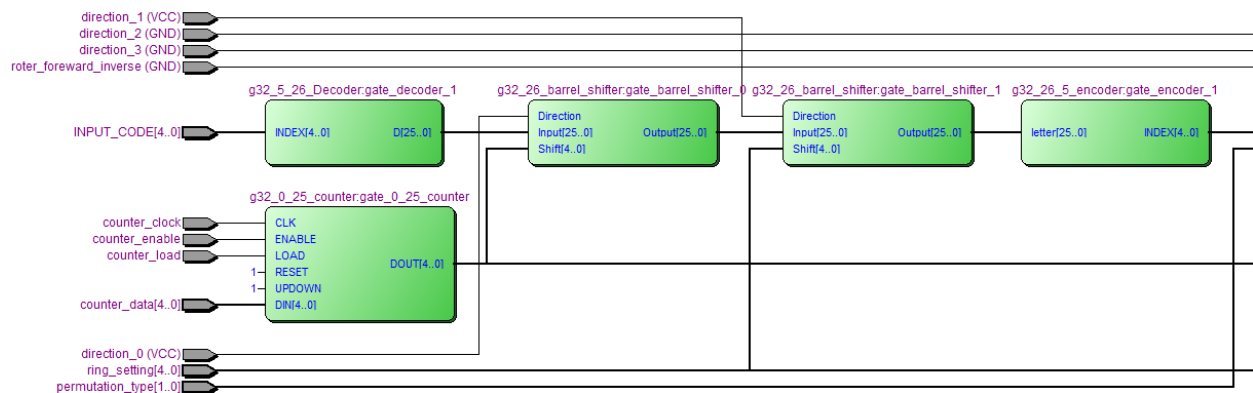 direction_1 (VCC)
direction_2 (GND)
direction_3 (GND)
roter_foreward_inverse (GND)
g32_5_26_Decoder:gate_decoder_1
g32_26_barrel_shifter:gate_barrel_shifter_0
g32_26_barrel_shifter:gate_barrel_shifter_1
g32_26_5_encoder:gate_encoder_1
INPUT_CODE[4..0]
INDEX[4..0]
D[25..0]
Direction
Input[25..0]
Shift[4..0]
Output[25..0]
Direction
Input[25..0]
Shift[4..0]
Output[25..0]
letter[25..0]
INDEX[4..0]
g32_0_25_counter:gate_0_25_counter
counter_clock
CLK
counter_enable
ENABLE
counter_load
LOAD
1
RESET
1
UPDOWN
counter_data[4..0]
DIN[4..0]
DOUT[4..0]
direction_0 (VCC)
ring_setting[4..0]
permutation_type[1..0]